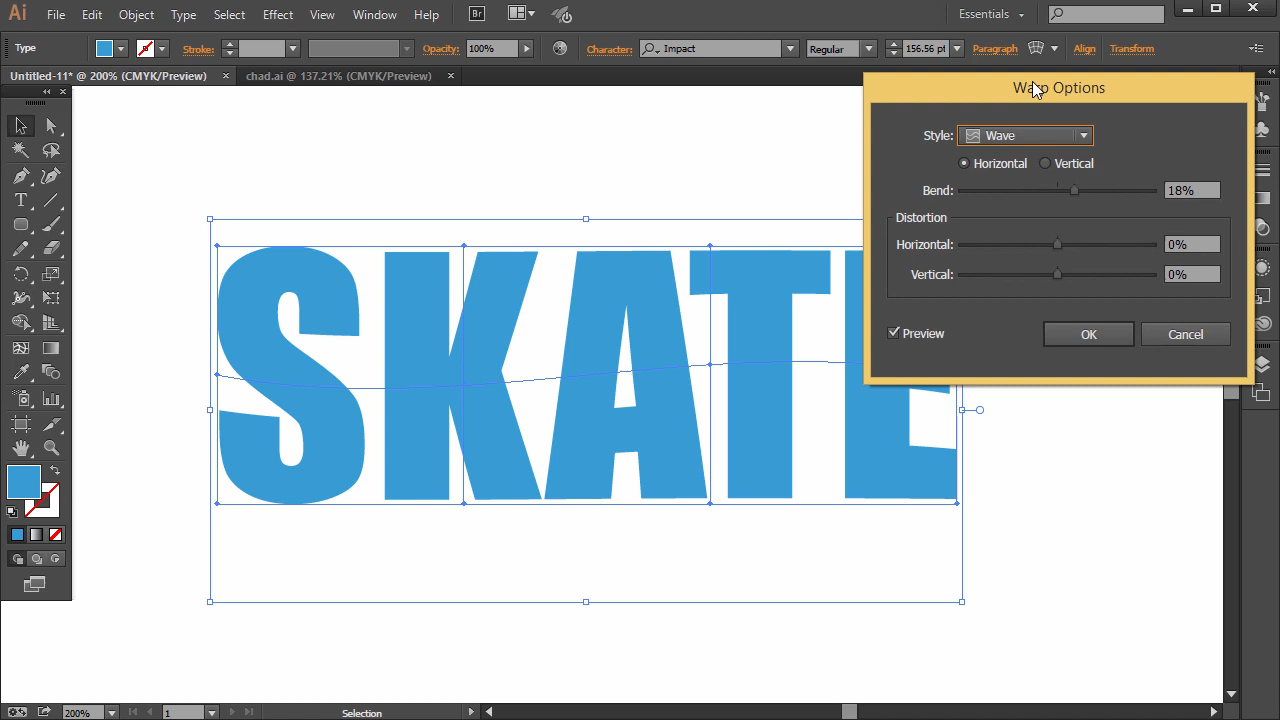 Ai File Edit Object Type Select Effect View Window Help Br Essentials
Type Stroke: Opacity: 100% Character: Impact Regular 156.56 pt Paragraph Align Transform
Untitled-11* @ 200% (CMYK/Preview) × chad.ai @ 137.21% (CMYK/Preview) ×
Warp Options
Style: Wave
Horizontal Vertical
Bend: 18%
Distortion
Horizontal: 0%
Vertical: 0%
Preview OK Cancel
SKATE
200% 1 Selection